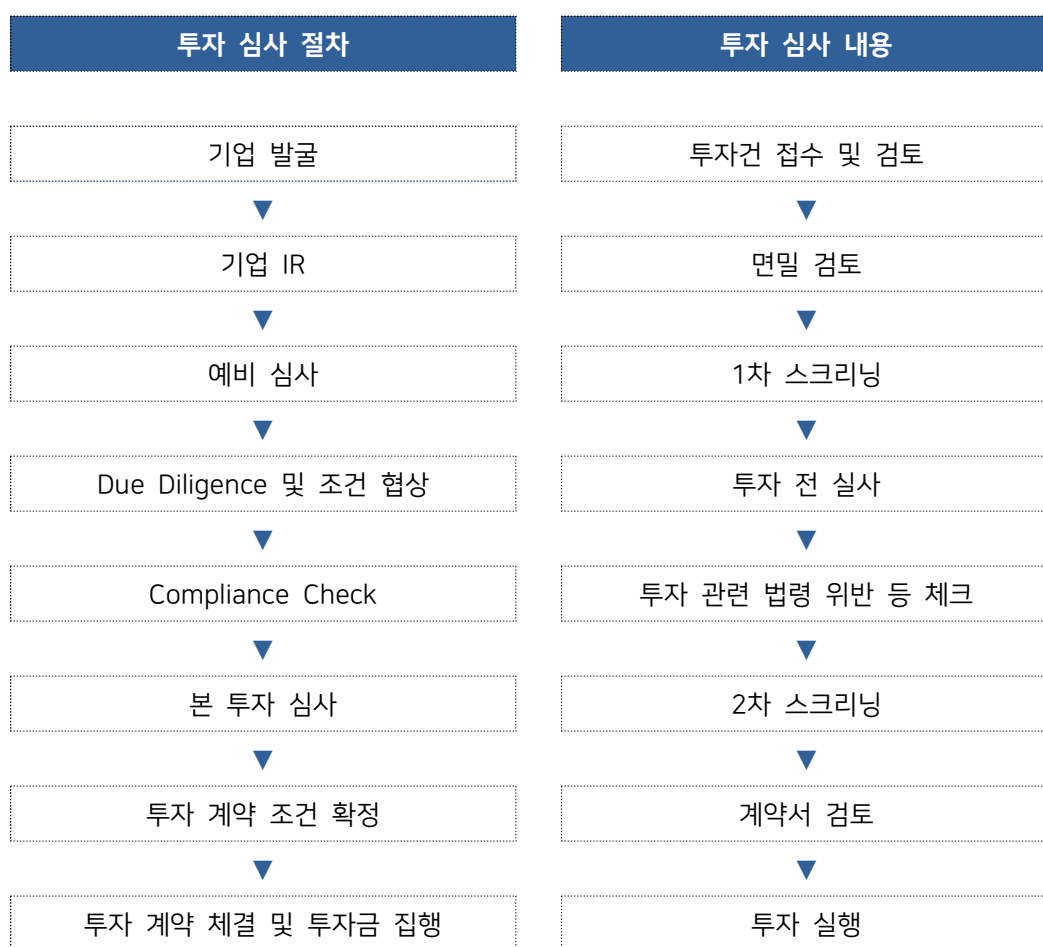 투자 심사 절차
투자 심사 내용
기업 발굴
투자건 접수 및 검토
▼
▼
기업 IR
면밀 검토
▼
▼
예비 심사
1차 스크리닝
▼
▼
Due Diligence 및 조건 협상
투자 전 실사
▼
▼
Compliance Check
투자 관련 법령 위반 등 체크
▼
▼
본 투자 심사
2차 스크리닝
▼
▼
투자 계약 조건 확정
계약서 검토
▼
▼
투자 계약 체결 및 투자금 집행
투자 실행